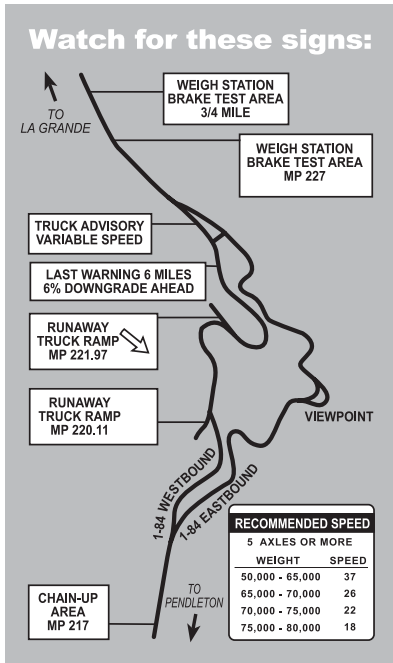 Watch for these signs:
TO
LA GRANDE
WEIGH STATION
BRAKE TEST AREA
3/4 MILE
WEIGH STATION
BRAKE TEST AREA
MP 227
TRUCK ADVISORY
VARIABLE SPEED
LAST WARNING 6 MILES
6% DOWNGRADE AHEAD
RUNAWAY
TRUCK RAMP
MP 221.97
RUNAWAY
TRUCK RAMP
MP 220.11
VIEWPOINT
1-84 WESTBOUND
1-84 EASTBOUND
RECOMMENDED SPEED
5 AXLES OR MORE
WEIGHT SPEED
50,000 - 65,000 37
65,000 - 70,000 26
70,000 - 75,000 22
75,000 - 80,000 18
CHAIN-UP
AREA
MP 217
TO
PENDLETON